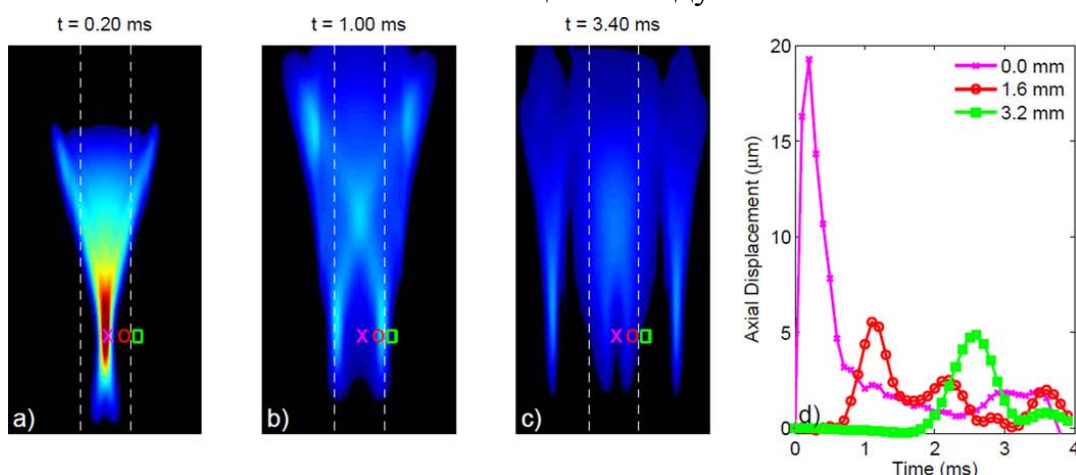 t = 0.20 ms
t = 1.00 ms
t = 3.40 ms
a)
b)
c)
d)
20
15
10
5
0
0
1
2
3
4
Axial Displacement (μm)
Time (ms)
0.0 mm
1.6 mm
3.2 mm